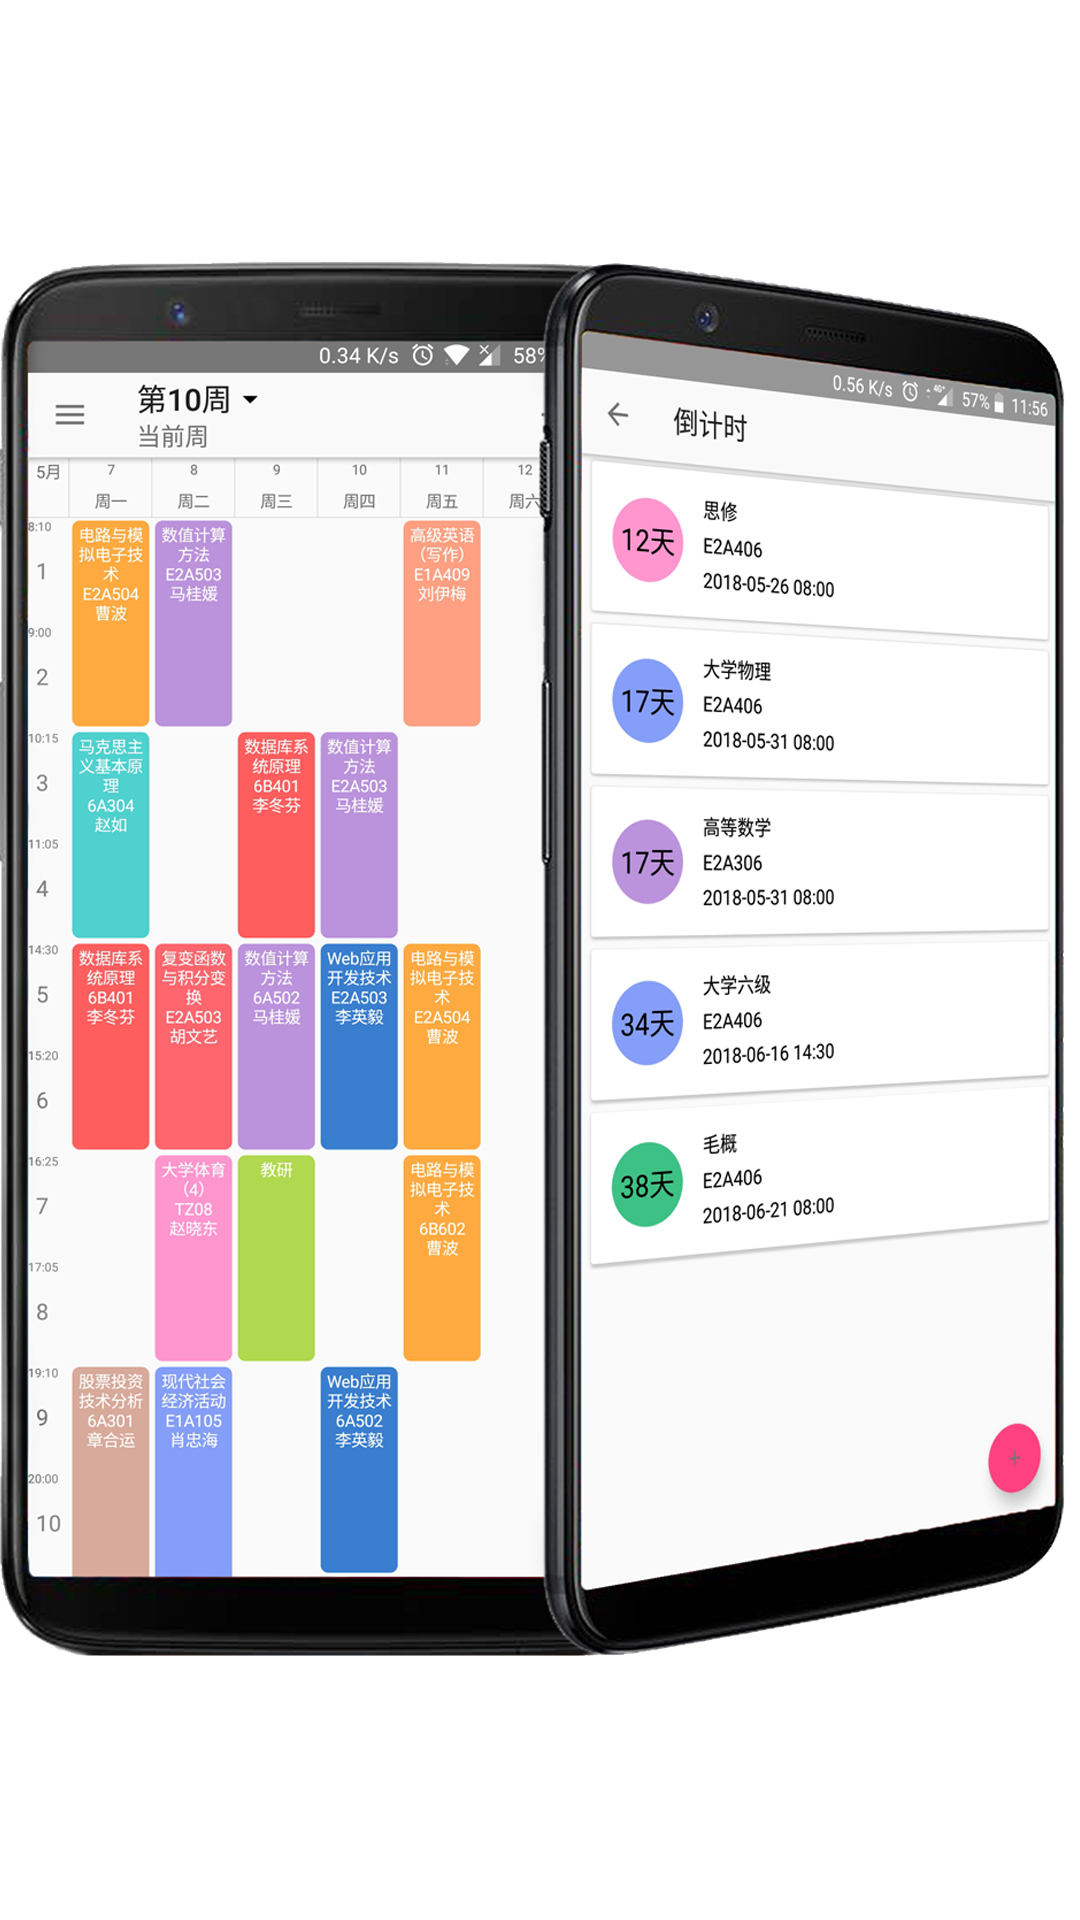 0.34 K/s
58%
第10周
当前周
5月
7
8
9
10
11
12
周一
周二
周三
周四
周五
周六
8:10
1
9:00
2
电路与模
拟电子技
术
E2A504
曹波
数值计算
方法
E2A503
马桂媛
高级英语
（写作）
E1A409
刘伊梅
10:15
3
11:05
4
马克思主
义基本原
理
6A304
赵如
数据库系
统原理
6B401
李冬芬
数值计算
方法
E2A503
马桂媛
14:30
5
15:20
6
数据库系
统原理
6B401
李冬芬
复变函数
与积分变
换
E2A503
胡文艺
数值计算
方法
6A502
马桂媛
Web应用
开发技术
E2A503
李英毅
电路与模
拟电子技
术
E2A504
曹波
16:25
7
17:05
8
大学体育
（4）
TZ08
赵晓东
教研
电路与模
拟电子技
术
6B602
曹波
19:10
9
20:00
10
股票投资
技术分析
6A301
章合运
现代社会
经济活动
E1A105
肖忠海
Web应用
开发技术
6A502
李英毅
0.56 K/s
4G+
57%
11:56
倒计时
12天
思修
E2A406
2018-05-26 08:00
17天
大学物理
E2A406
2018-05-31 08:00
17天
高等数学
E2A306
2018-05-31 08:00
34天
大学六级
E2A406
2018-06-16 14:30
38天
毛概
E2A406
2018-06-21 08:00
+